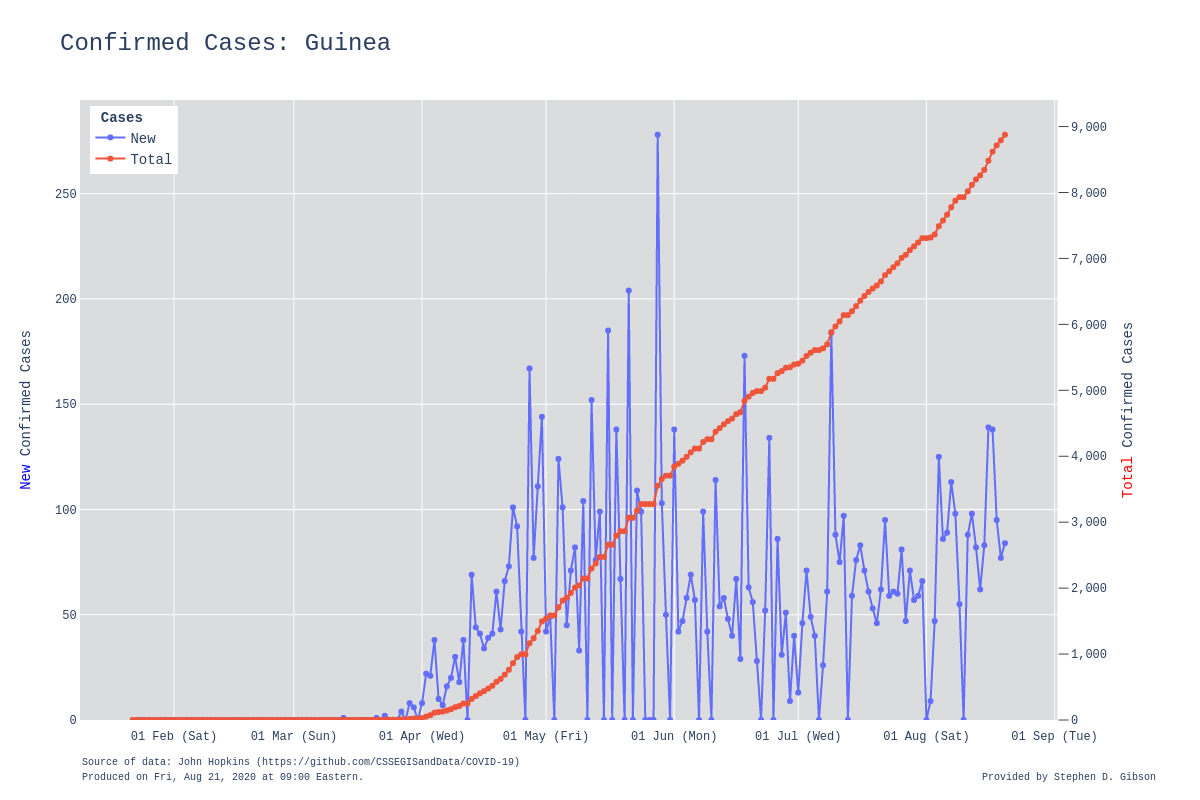 Confirmed Cases: Guinea
Cases
New
Total
250
200
150
100
50
0
9,000
8,000
7,000
6,000
5,000
4,000
3,000
2,000
1,000
0
New Confirmed Cases
Total Confirmed Cases
01 Feb (Sat)
01 Mar (Sun)
01 Apr (Wed)
01 May (Fri)
01 Jun (Mon)
01 Jul (Wed)
01 Aug (Sat)
01 Sep (Tue)
Source of data: John Hopkins (https://github.com/CSSEGISandData/COVID-19)
Produced on Fri, Aug 21, 2020 at 09:00 Eastern.
Provided by Stephen D. Gibson